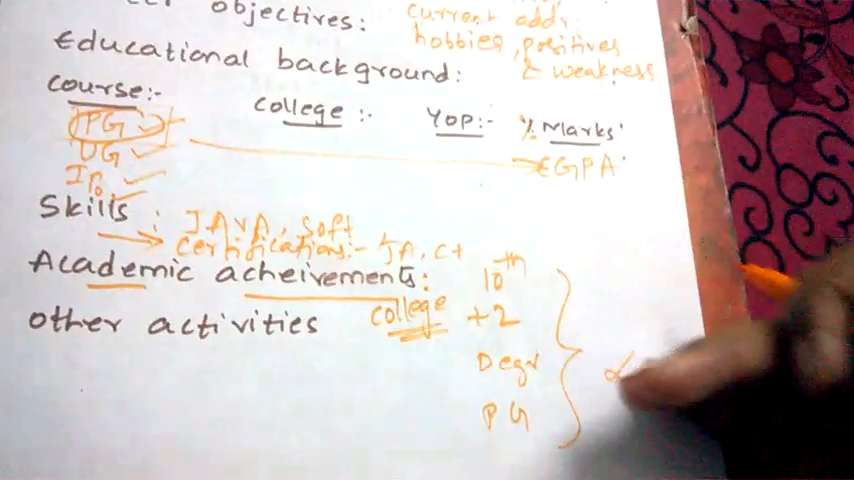 objectives: current addr.
hobbies, positives
Educational background: & weakness
course:-
college :- YOP:- % Marks
PG
UG EGPA
Skills : JAVA, Soft
certifications:- JA, C+
Academic acheivements: 10th
college +2
other activities
Degr
PG